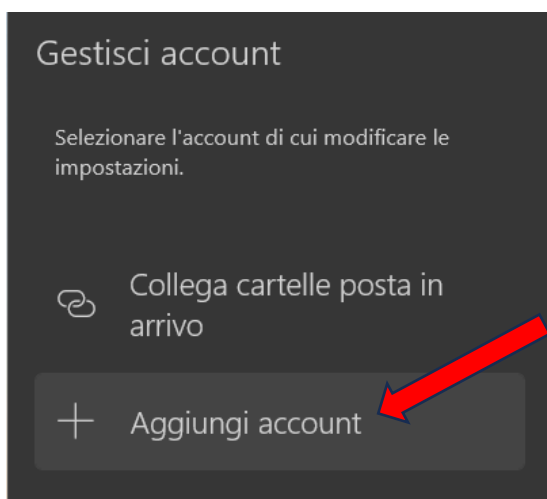 Gestisci account
Selezionare l'account di cui modificare le
impostazioni.
Collega cartelle posta in
arrivo
Aggiungi account